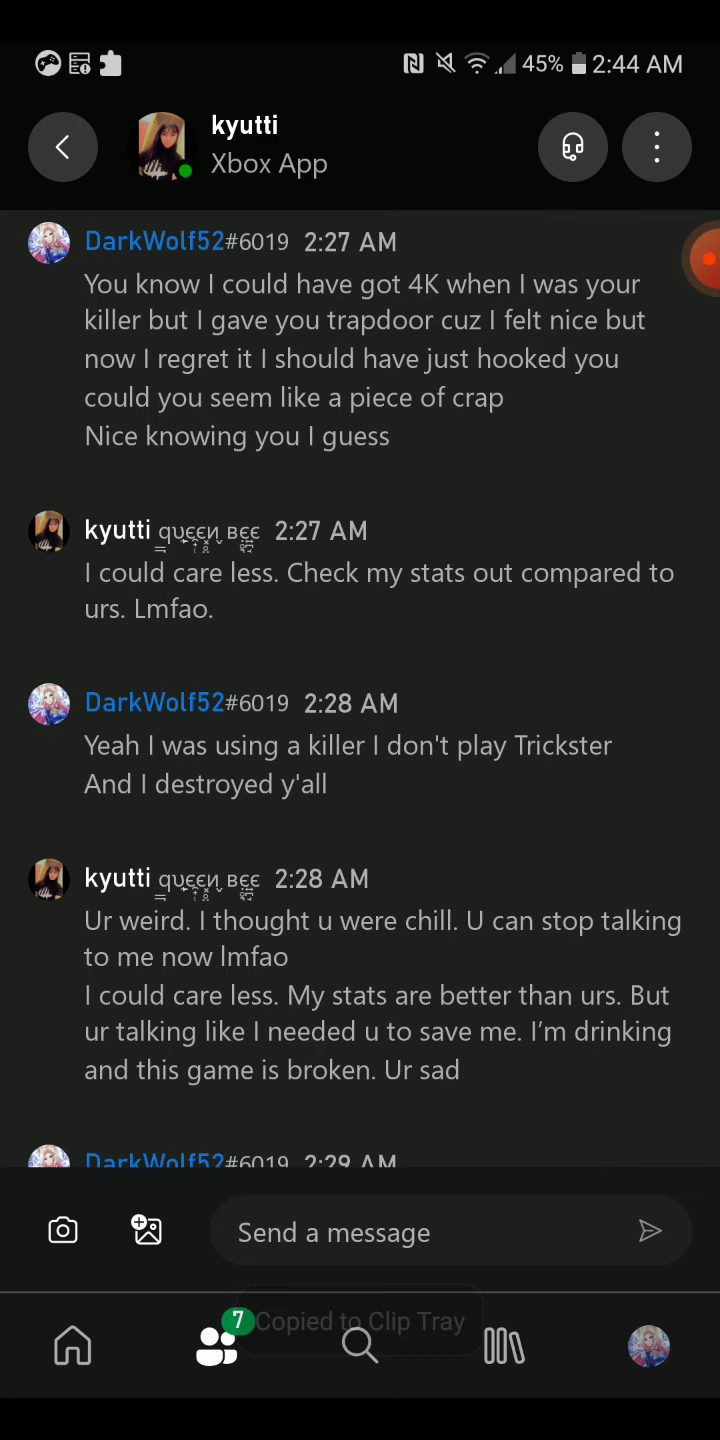 45% 2:44 AM
kyutti
Xbox App
DarkWolf52#6019 2:27 AM
You know I could have got 4K when I was your
killer but I gave you trapdoor cuz I felt nice but
now I regret it I should have just hooked you
could you seem like a piece of crap
Nice knowing you I guess
kyutti 2:27 AM
I could care less. Check my stats out compared to
urs. Lmfao.
DarkWolf52#6019 2:28 AM
Yeah I was using a killer I don't play Trickster
And I destroyed y'all
kyutti 2:28 AM
Ur weird. I thought u were chill. U can stop talking
to me now lmfao
I could care less. My stats are better than urs. But
ur talking like I needed u to save me. I’m drinking
and this game is broken. Ur sad
DarkWolf52#6019 2:29 AM
Send a message
7
Copied to Clip Tray